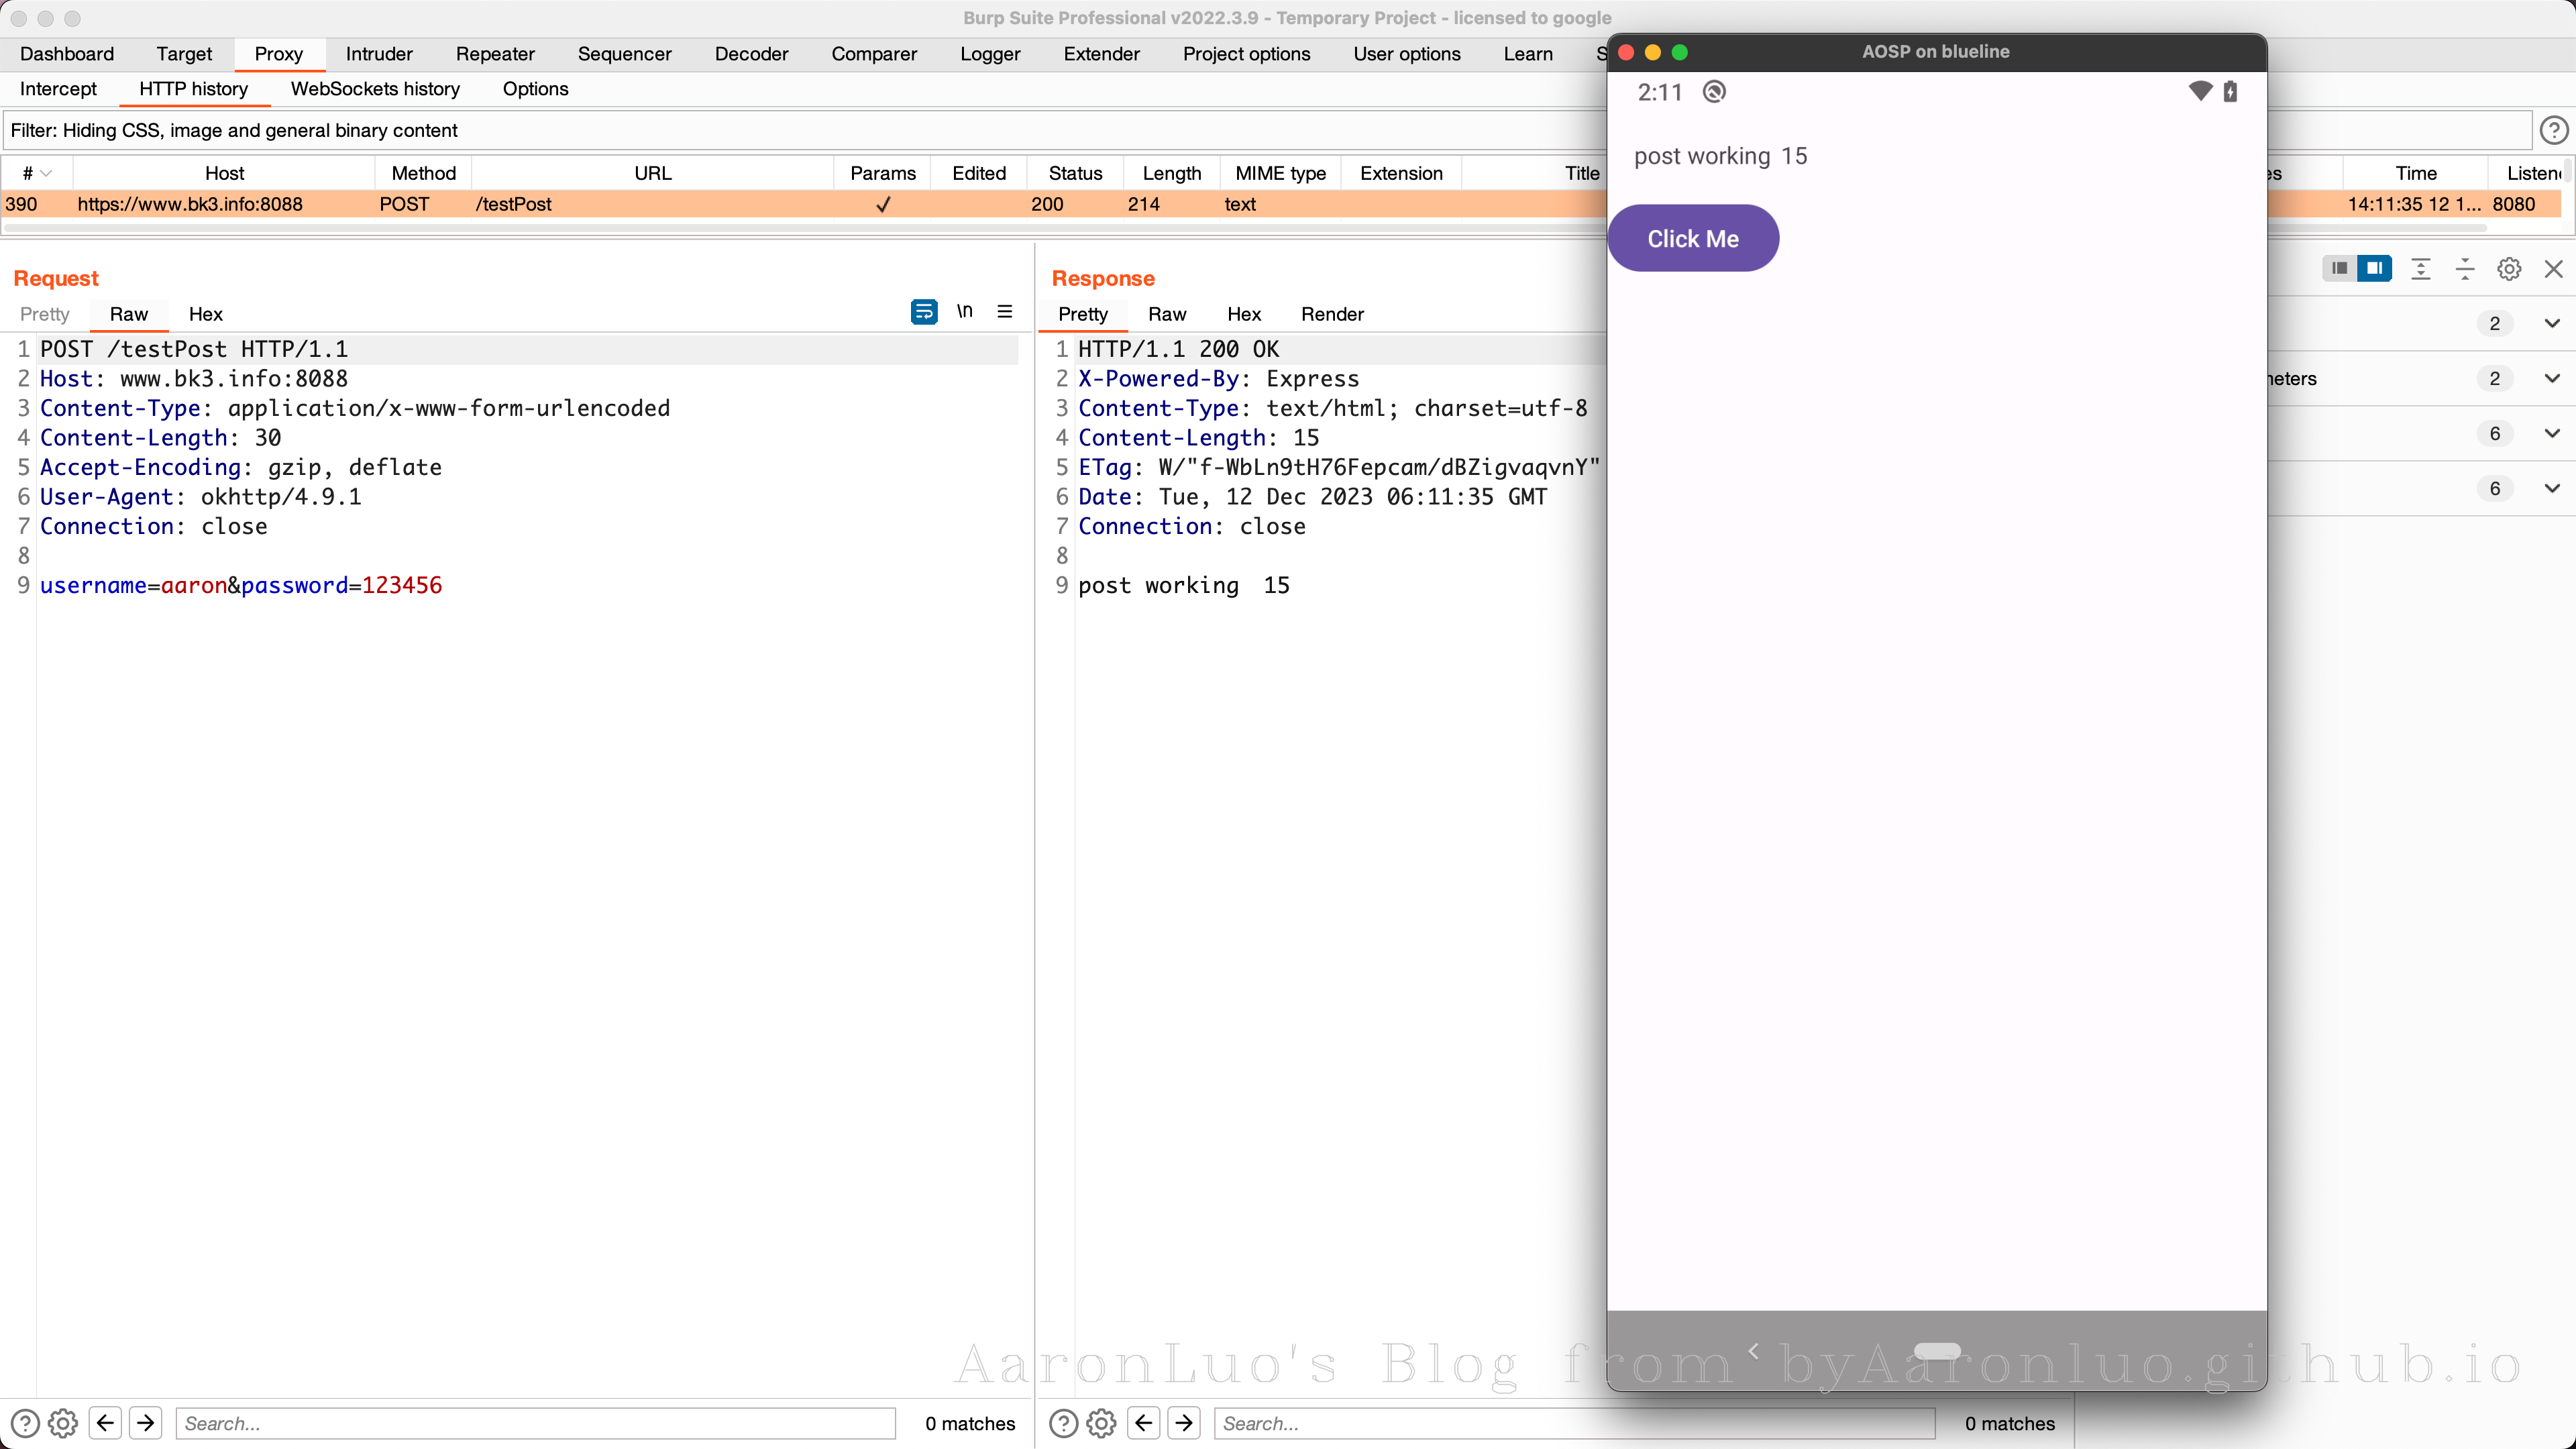 Burp Suite Professional v2022.3.9 - Temporary Project - licensed to google
Dashboard Target Proxy Intruder Repeater Sequencer Decoder Comparer Logger Extender Project options User options Learn S
Intercept HTTP history WebSockets history Options
Filter: Hiding CSS, image and general binary content
# Host Method URL Params Edited Status Length MIME type Extension Title es Time Listene
390 https://www.bk3.info:8088 POST /testPost ✓ 200 214 text 14:11:35 12 1... 8080
Request
Pretty Raw Hex \n
1 POST /testPost HTTP/1.1
2 Host: www.bk3.info:8088
3 Content-Type: application/x-www-form-urlencoded
4 Content-Length: 30
5 Accept-Encoding: gzip, deflate
6 User-Agent: okhttp/4.9.1
7 Connection: close
8
9 username=aaron&password=123456
Search...
0 matches
Response
Pretty Raw Hex Render
1 HTTP/1.1 200 OK
2 X-Powered-By: Express
3 Content-Type: text/html; charset=utf-8
4 Content-Length: 15
5 ETag: W/"f-WbLn9tH76Fepcam/dBZigvaqvnY"
6 Date: Tue, 12 Dec 2023 06:11:35 GMT
7 Connection: close
8
9 post working  15
Search...
0 matches
AOSP on blueline
2:11
post working 15
Click Me
2
neters 2
6
6
AaronLuo's Blog from byAaronluo.github.io